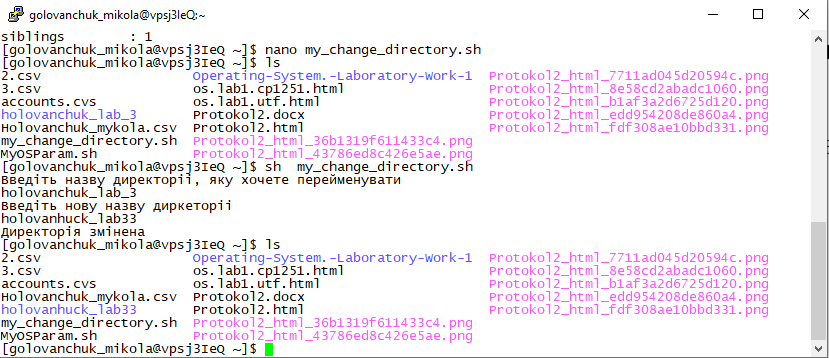 golovanchuk_mikola@vpsj3IeQ:~
siblings : 1
[golovanchuk_mikola@vpsj3IeQ ~]$ nano my_change_directory.sh
[golovanchuk_mikola@vpsj3IeQ ~]$ ls
2.csv Operating-System.-Laboratory-Work-1 Protokol2_html_7711ad045d20594c.png
3.csv os.lab1.cp1251.html Protokol2_html_8e58cd2abadc1060.png
accounts.cvs os.lab1.utf.html Protokol2_html_b1af3a2d6725d120.png
holovanchuk_lab_3 Protokol2.docx Protokol2_html_edd954208de860a4.png
Holovanchuk_mykola.csv Protokol2.html Protokol2_html_fdf308ae10bbd331.png
my_change_directory.sh Protokol2_html_36b1319f611433c4.png
MyOSParam.sh Protokol2_html_43786ed8c426e5ae.png
[golovanchuk_mikola@vpsj3IeQ ~]$ sh  my_change_directory.sh
Введіть назву директорії, яку хочете перейменувати
holovanchuk_lab_3
Введіть нову назву диркеторії
holovanhuck_lab33
Директорія змінена
[golovanchuk_mikola@vpsj3IeQ ~]$ ls
2.csv Operating-System.-Laboratory-Work-1 Protokol2_html_7711ad045d20594c.png
3.csv os.lab1.cp1251.html Protokol2_html_8e58cd2abadc1060.png
accounts.cvs os.lab1.utf.html Protokol2_html_b1af3a2d6725d120.png
Holovanchuk_mykola.csv Protokol2.docx Protokol2_html_edd954208de860a4.png
holovanhuck_lab33 Protokol2.html Protokol2_html_fdf308ae10bbd331.png
my_change_directory.sh Protokol2_html_36b1319f611433c4.png
MyOSParam.sh Protokol2_html_43786ed8c426e5ae.png
[golovanchuk_mikola@vpsj3IeQ ~]$